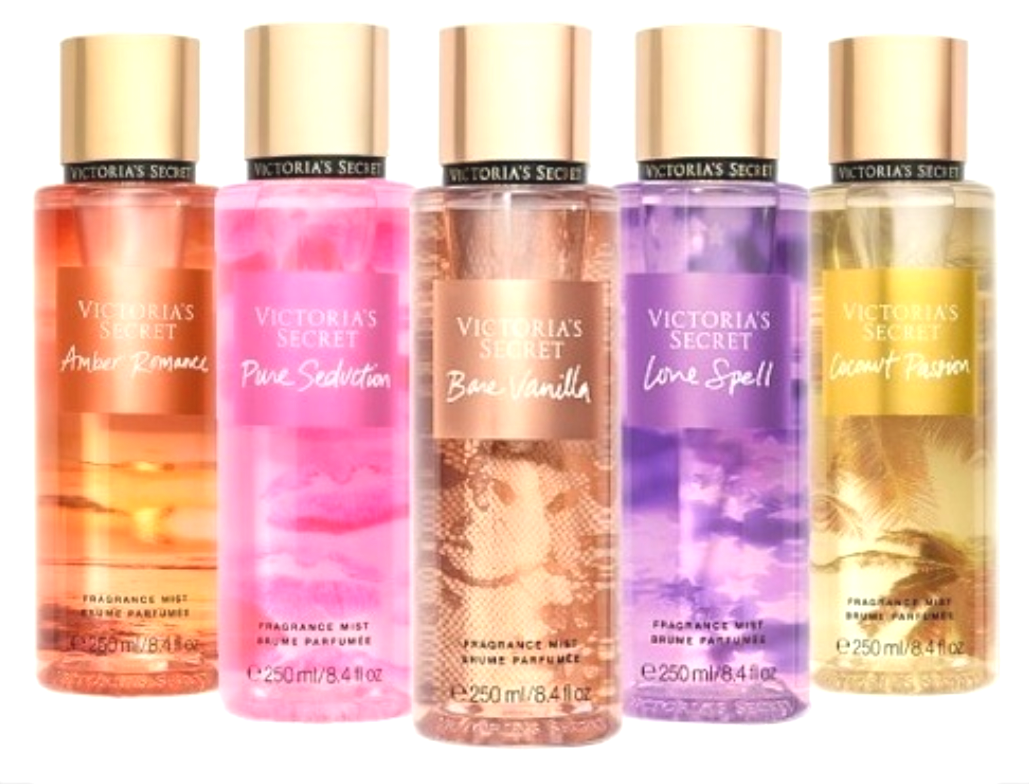 VICTORIA'S SECRET
VICTORIA'S
SECRET
Amber Romance
FRAGRANCE MIST
BRUME PARFUMÉE
℮ 250 ml/8.4 fl oz
VICTORIA'S SECRET
VICTORIA'S
SECRET
Pure Seduction
FRAGRANCE MIST
BRUME PARFUMÉE
℮ 250 ml/8.4 fl oz
VICTORIA'S SECRET
VICTORIA'S
SECRET
Bare Vanilla
FRAGRANCE MIST
BRUME PARFUMÉE
℮ 250 ml/8.4 fl oz
VICTORIA'S SECRET
VICTORIA'S
SECRET
Love Spell
FRAGRANCE MIST
BRUME PARFUMÉE
℮ 250 ml/8.4 fl oz
VICTORIA'S SECRET
VICTORIA'S
SECRET
Coconut Passion
FRAGRANCE MIST
BRUME PARFUMÉE
℮ 250 ml/8.4 fl oz